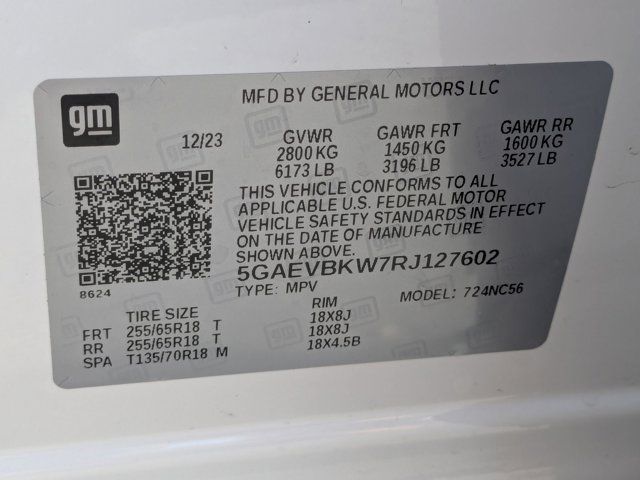 gm
MFD BY GENERAL MOTORS LLC
12/23 GVWR GAWR FRT GAWR RR
2800 KG 1450 KG 1600 KG
6173 LB 3196 LB 3527 LB
THIS VEHICLE CONFORMS TO ALL
APPLICABLE U.S. FEDERAL MOTOR
VEHICLE SAFETY STANDARDS IN EFFECT
ON THE DATE OF MANUFACTURE
SHOWN ABOVE.
5GAEVBKW7RJ127602
8624
TYPE: MPV MODEL: 724NC56
TIRE SIZE RIM
FRT 255/65R18 T 18X8J
RR 255/65R18 T 18X8J
SPA T135/70R18 M 18X4.5B